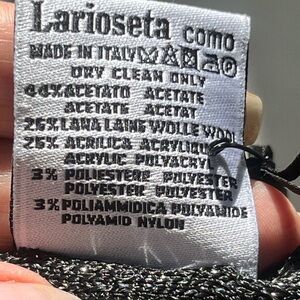 Larioseta como
MADE IN ITALY
DRY CLEAN ONLY
44% ACETATO ACETATE
ACETATE ACETAT
26% LANA LAINE WOLLE WOOL
25% ACRILICA ACRYLIQUE
ACRYLIC POLYACRYL
3% POLIESTERE POLYESTER
POLYESTER POLYESTER
3% POLIAMMIDICA POLYAMIDE
POLYAMID NYLON